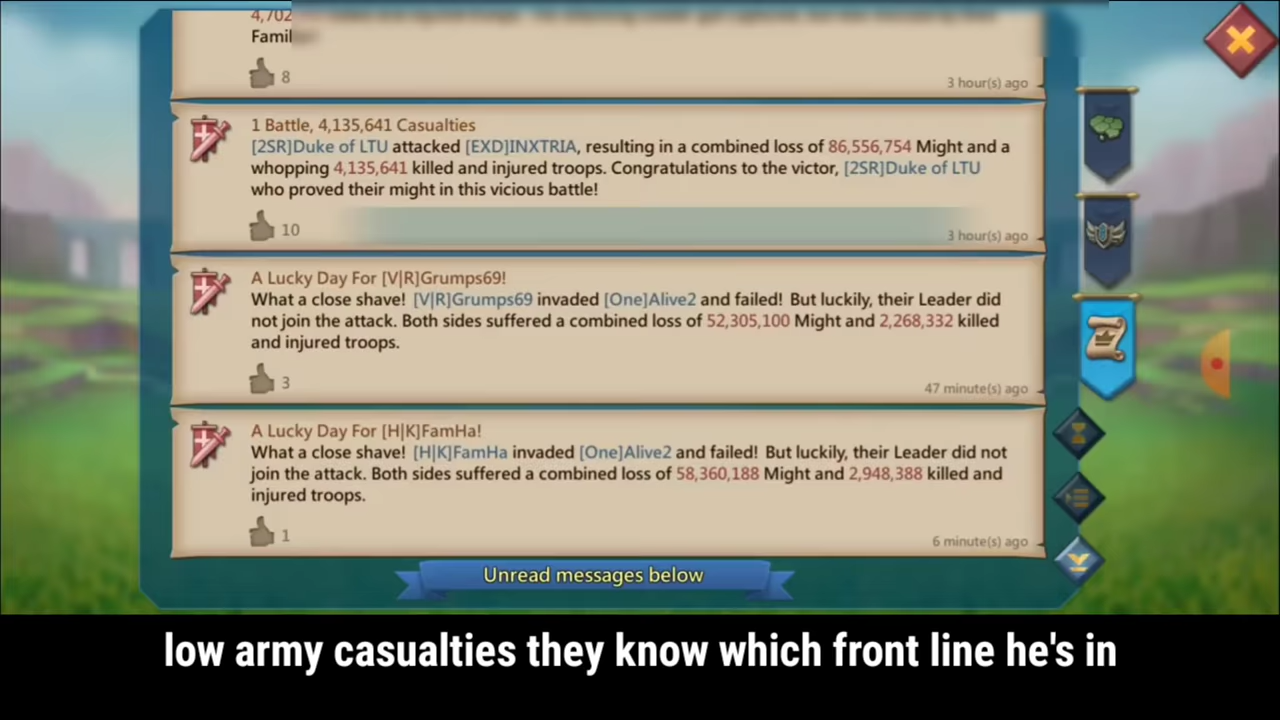 4,702
Famil
8
3 hour(s) ago
1 Battle, 4,135,641 Casualties
[2SR]Duke of LTU attacked [EXD]INXTRIA, resulting in a combined loss of 86,556,754 Might and a
whopping 4,135,641 killed and injured troops. Congratulations to the victor, [2SR]Duke of LTU
who proved their might in this vicious battle!
10
3 hour(s) ago
A Lucky Day For [V|R]Grumps69!
What a close shave! [V|R]Grumps69 invaded [One]Alive2 and failed! But luckily, their Leader did
not join the attack. Both sides suffered a combined loss of 52,305,100 Might and 2,268,332 killed
and injured troops.
3
47 minute(s) ago
A Lucky Day For [H|K]FamHa!
What a close shave! [H|K]FamHa invaded [One]Alive2 and failed! But luckily, their Leader did not
join the attack. Both sides suffered a combined loss of 58,360,188 Might and 2,948,388 killed and
injured troops.
1
6 minute(s) ago
Unread messages below
low army casualties they know which front line he's in